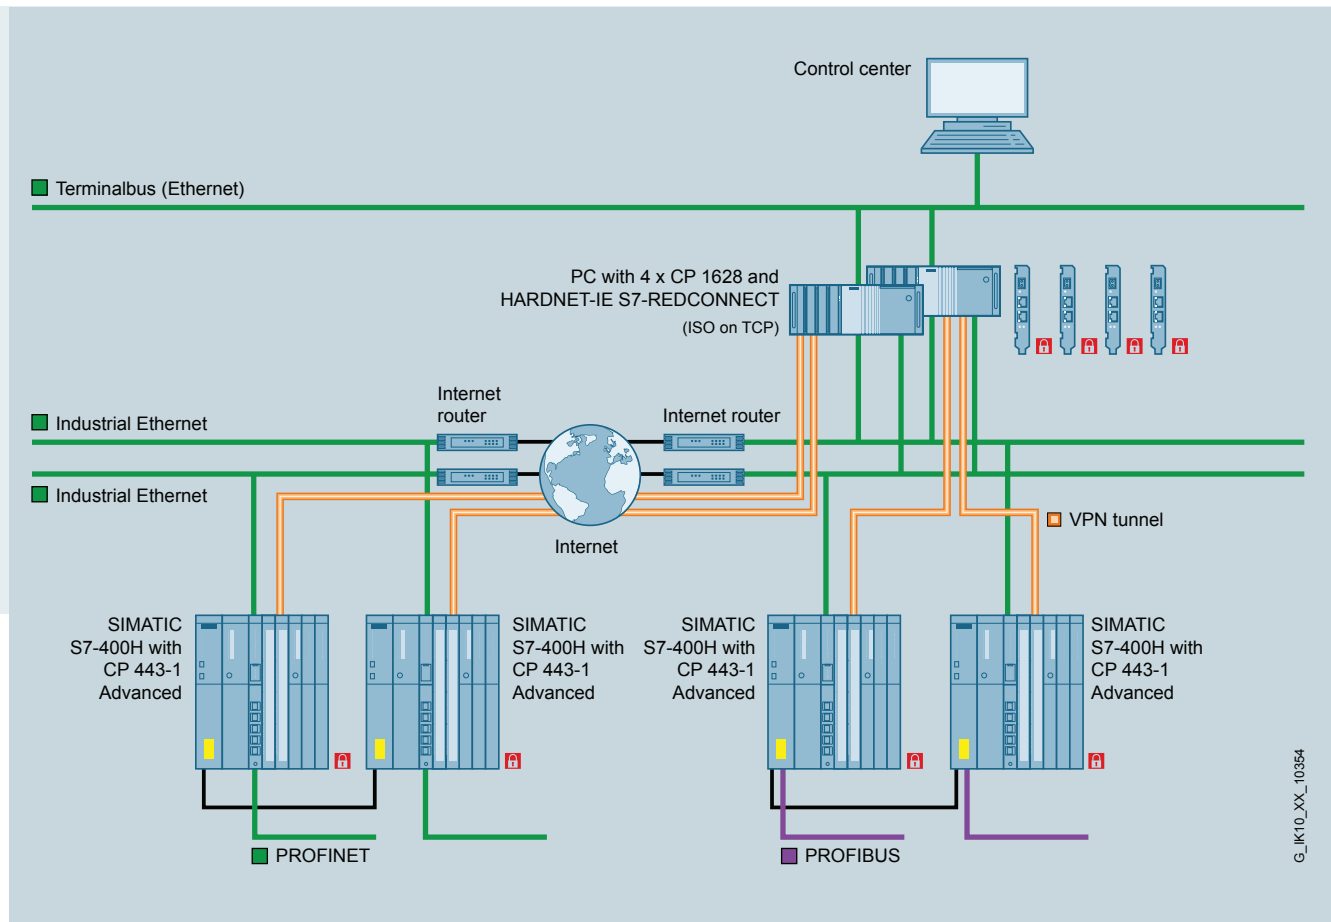 Control center
Terminalbus (Ethernet)
PC with 4 x CP 1628 and
HARDNET-IE S7-REDCONNECT
(ISO on TCP)
Internet
router
Internet router
Industrial Ethernet
Industrial Ethernet
Internet
VPN tunnel
SIMATIC
S7-400H with
CP 443-1
Advanced
SIMATIC
S7-400H with
CP 443-1
Advanced
SIMATIC
S7-400H with
CP 443-1
Advanced
SIMATIC
S7-400H with
CP 443-1
Advanced
PROFINET
PROFIBUS
G_IK10_XX_10354